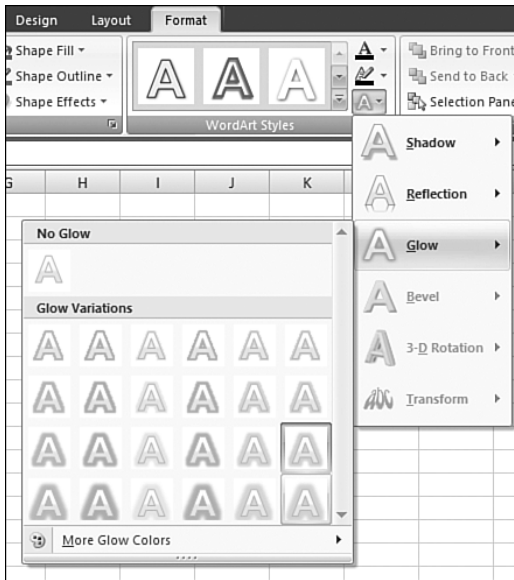 Design Layout Format
Shape Fill
Shape Outline
Shape Effects
A A A
A
A
Bring to Front
Send to Back
Selection Pane
WordArt Styles
G H I J K
A Shadow
A Reflection
A Glow
A Bevel
A 3-D Rotation
abc Transform
No Glow
A
Glow Variations
A A A A A A
A A A A A A
A A A A A A
A A A A A A
More Glow Colors